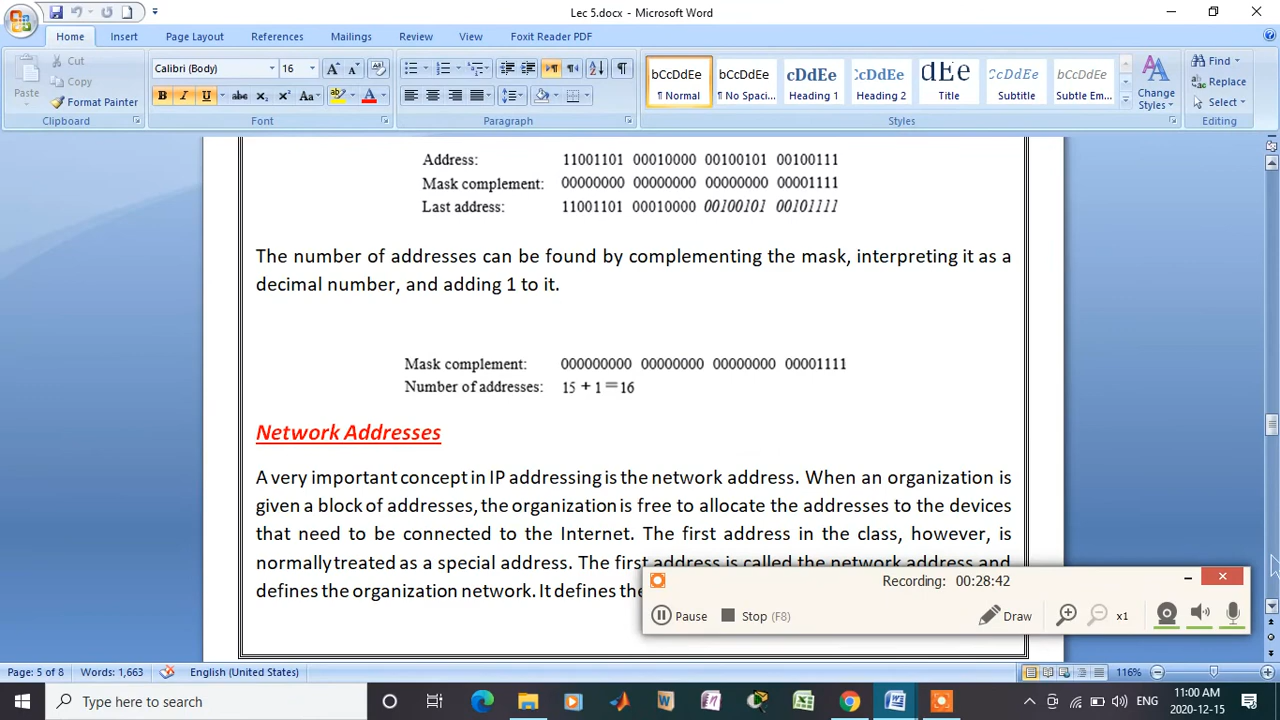 Lec 5.docx - Microsoft Word
Home Insert Page Layout References Mailings Review View Foxit Reader PDF
Cut
Copy
Paste
Format Painter
Clipboard
Calibri (Body) 16
B I U abc x₂ x² Aa
Font
Paragraph
bCcDdEe bCcDdEe cDdEe CcDdEe dEe CcDdEe bCcDdEe
¶ Normal ¶ No Spaci... Heading 1 Heading 2 Title Subtitle Subtle Em...
Change Styles
Styles
Find
Replace
Select
Editing
Address: 11001101 00010000 00100101 00100111
Mask complement: 00000000 00000000 00000000 00001111
Last address: 11001101 00010000 00100101 00101111
The number of addresses can be found by complementing the mask, interpreting it as a
decimal number, and adding 1 to it.
Mask complement: 000000000 00000000 00000000 00001111
Number of addresses: 15 + 1 = 16
Network Addresses
A very important concept in IP addressing is the network address. When an organization is
given a block of addresses, the organization is free to allocate the addresses to the devices
that need to be connected to the Internet. The first address in the class, however, is
normally treated as a special address. The first address is called the network address and
defines the organization network. It defines the
Recording: 00:28:42
Pause Stop (F8) Draw x1
Page: 5 of 8 Words: 1,663 English (United States) 116%
Type here to search
ENG
11:00 AM
2020-12-15